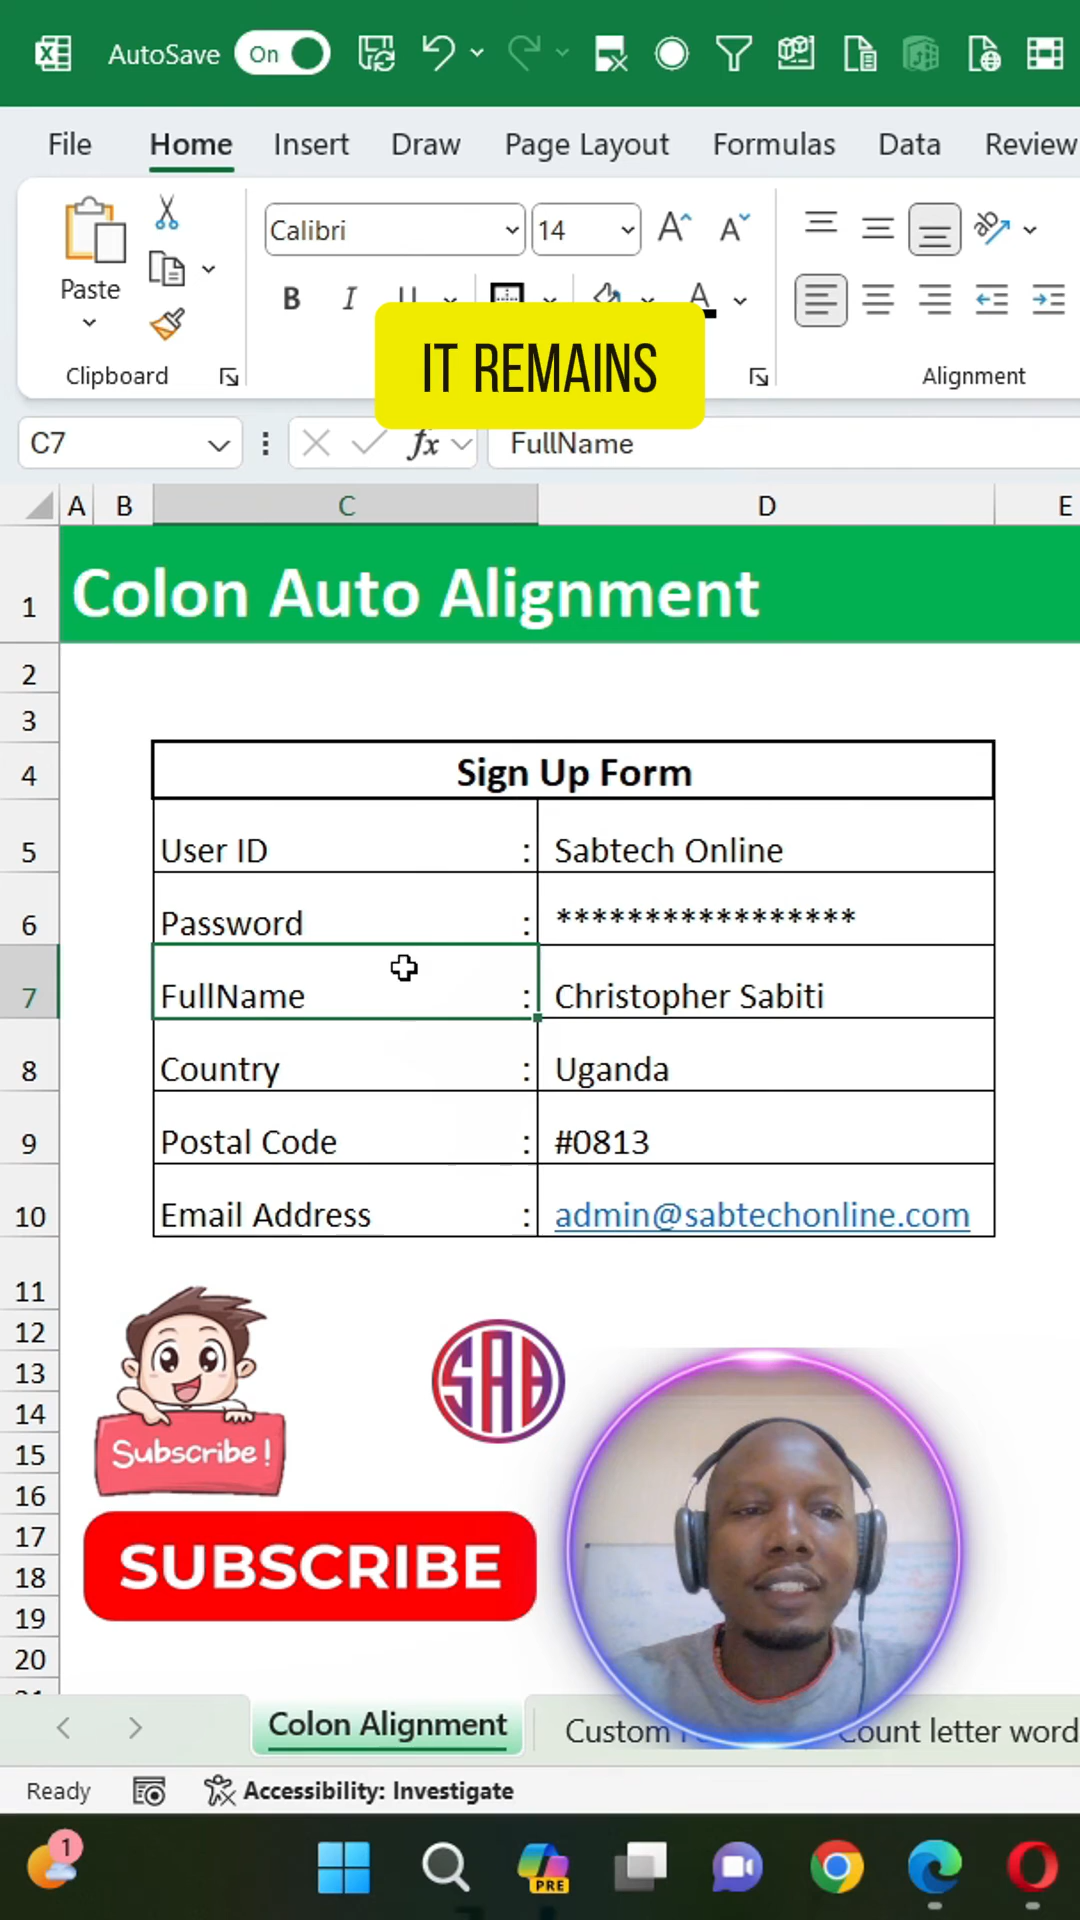 AutoSave On
File Home Insert Draw Page Layout Formulas Data Review
Calibri 14
Paste
B I U A
Clipboard Alignment
IT REMAINS
C7 fx FullName
A B C D E
1 Colon Auto Alignment
2
3
4 Sign Up Form
5 User ID : Sabtech Online
6 Password : *****************
7 FullName : Christopher Sabiti
8 Country : Uganda
9 Postal Code : #0813
10 Email Address : admin@sabtechonline.com
11
12
13
14
15
16
17
18
19
20
Subscribe!
SAB
SUBSCRIBE
Colon Alignment Custom Count letter word
Ready Accessibility: Investigate
1
PRE